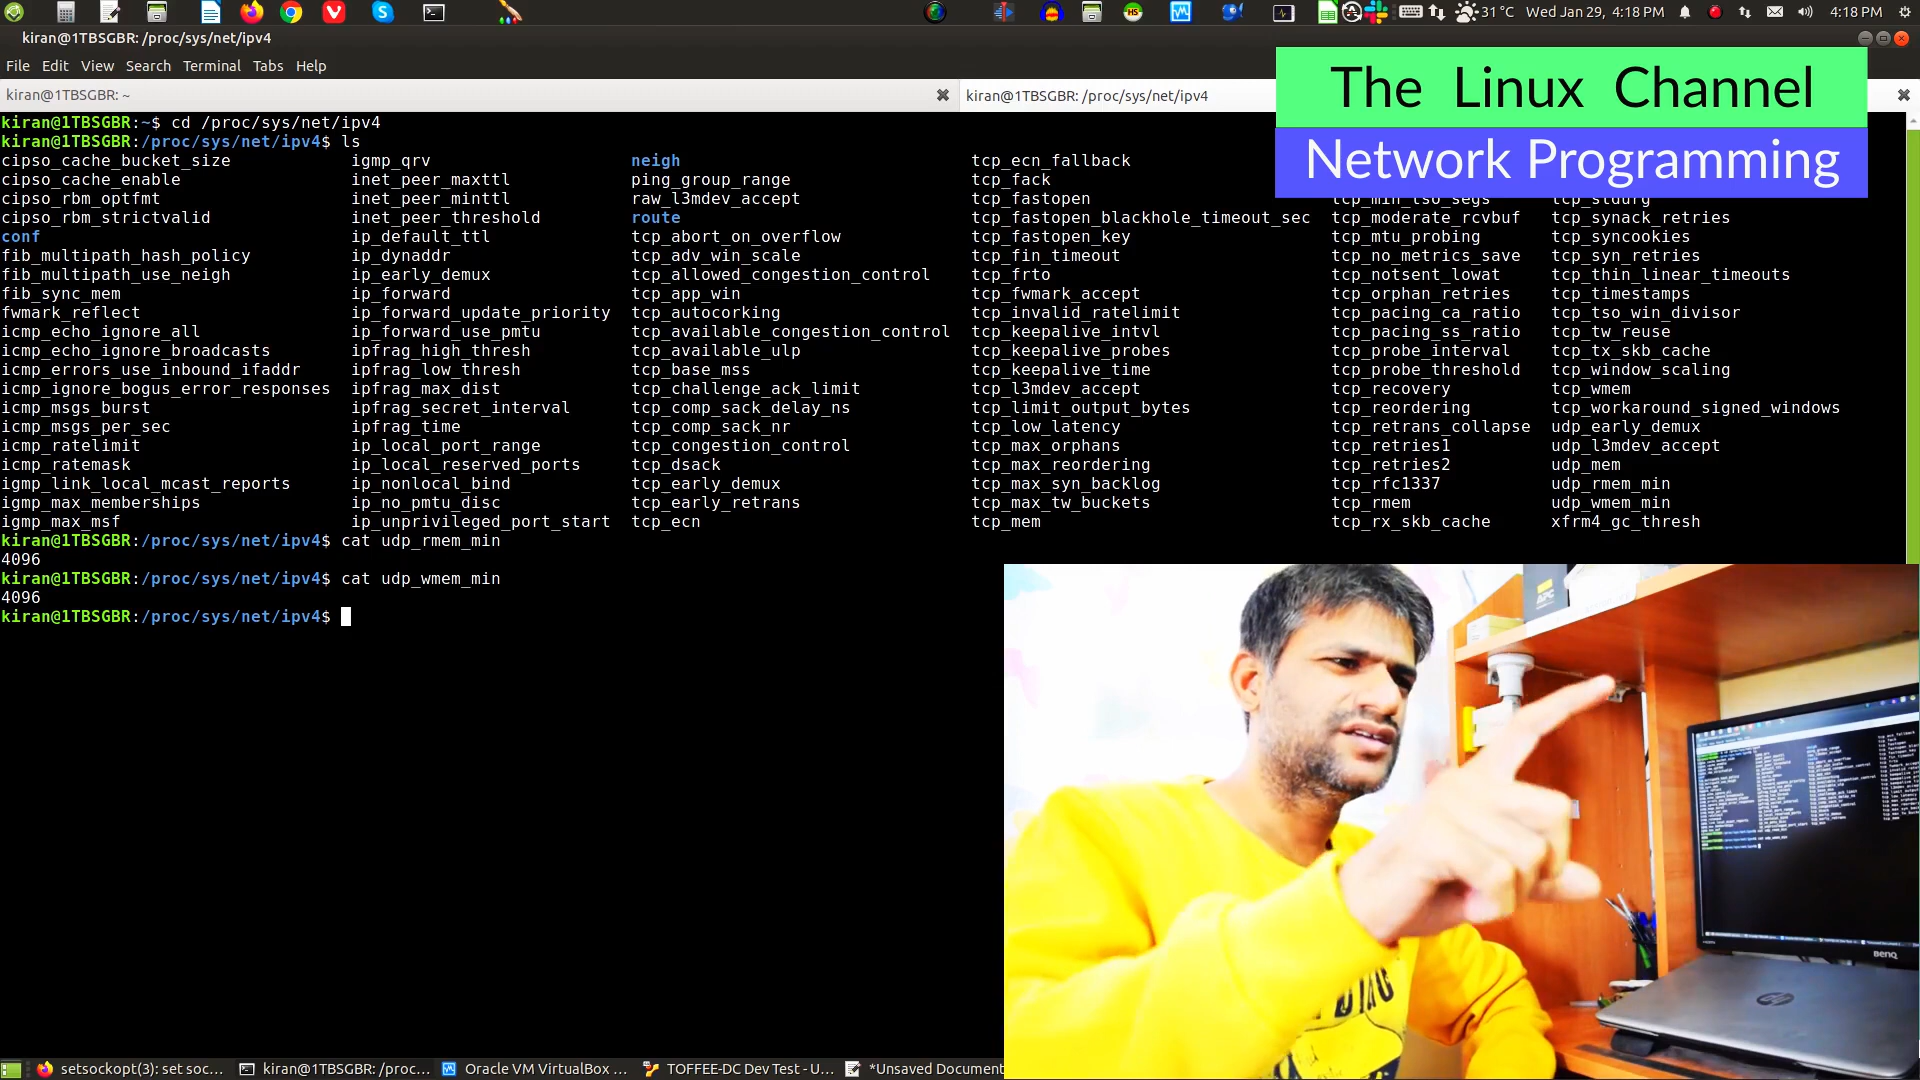 31 °C Wed Jan 29, 4:18 PM 4:18 PM
kiran@1TBSGBR: /proc/sys/net/ipv4
File Edit View Search Terminal Tabs Help
The Linux Channel
Network Programming
kiran@1TBSGBR: ~ kiran@1TBSGBR: /proc/sys/net/ipv4
kiran@1TBSGBR:~$ cd /proc/sys/net/ipv4
kiran@1TBSGBR:/proc/sys/net/ipv4$ ls
cipso_cache_bucket_size igmp_qrv neigh tcp_ecn_fallback
cipso_cache_enable inet_peer_maxttl ping_group_range tcp_fack
cipso_rbm_optfmt inet_peer_minttl raw_l3mdev_accept tcp_fastopen tcp_min_tso_segs tcp_stdurg
cipso_rbm_strictvalid inet_peer_threshold route tcp_fastopen_blackhole_timeout_sec tcp_moderate_rcvbuf tcp_synack_retries
conf ip_default_ttl tcp_abort_on_overflow tcp_fastopen_key tcp_mtu_probing tcp_syncookies
fib_multipath_hash_policy ip_dynaddr tcp_adv_win_scale tcp_fin_timeout tcp_no_metrics_save tcp_syn_retries
fib_multipath_use_neigh ip_early_demux tcp_allowed_congestion_control tcp_frto tcp_notsent_lowat tcp_thin_linear_timeouts
fib_sync_mem ip_forward tcp_app_win tcp_fwmark_accept tcp_orphan_retries tcp_timestamps
fwmark_reflect ip_forward_update_priority tcp_autocorking tcp_invalid_ratelimit tcp_pacing_ca_ratio tcp_tso_win_divisor
icmp_echo_ignore_all ip_forward_use_pmtu tcp_available_congestion_control tcp_keepalive_intvl tcp_pacing_ss_ratio tcp_tw_reuse
icmp_echo_ignore_broadcasts ipfrag_high_thresh tcp_available_ulp tcp_keepalive_probes tcp_probe_interval tcp_tx_skb_cache
icmp_errors_use_inbound_ifaddr ipfrag_low_thresh tcp_base_mss tcp_keepalive_time tcp_probe_threshold tcp_window_scaling
icmp_ignore_bogus_error_responses ipfrag_max_dist tcp_challenge_ack_limit tcp_l3mdev_accept tcp_recovery tcp_wmem
icmp_msgs_burst ipfrag_secret_interval tcp_comp_sack_delay_ns tcp_limit_output_bytes tcp_reordering tcp_workaround_signed_windows
icmp_msgs_per_sec ipfrag_time tcp_comp_sack_nr tcp_low_latency tcp_retrans_collapse udp_early_demux
icmp_ratelimit ip_local_port_range tcp_congestion_control tcp_max_orphans tcp_retries1 udp_l3mdev_accept
icmp_ratemask ip_local_reserved_ports tcp_dsack tcp_max_reordering tcp_retries2 udp_mem
igmp_link_local_mcast_reports ip_nonlocal_bind tcp_early_demux tcp_max_syn_backlog tcp_rfc1337 udp_rmem_min
igmp_max_memberships ip_no_pmtu_disc tcp_early_retrans tcp_max_tw_buckets tcp_rmem udp_wmem_min
igmp_max_msf ip_unprivileged_port_start tcp_ecn tcp_mem tcp_rx_skb_cache xfrm4_gc_thresh
kiran@1TBSGBR:/proc/sys/net/ipv4$ cat udp_rmem_min
4096
kiran@1TBSGBR:/proc/sys/net/ipv4$ cat udp_wmem_min
4096
kiran@1TBSGBR:/proc/sys/net/ipv4$
APC
BenQ
hp
setsockopt(3): set soc... kiran@1TBSGBR: /proc... Oracle VM VirtualBox ... TOFFEE-DC Dev Test - U... *Unsaved Document